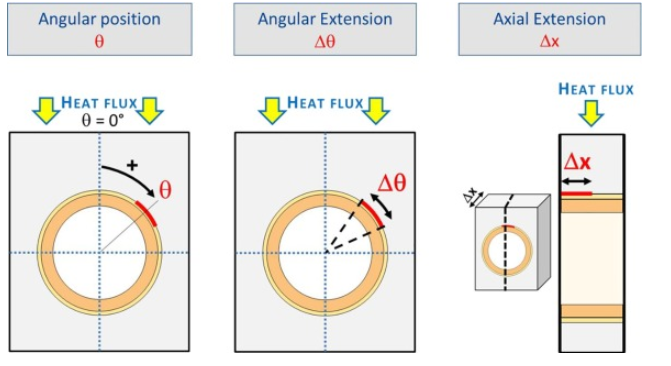 Angular position
θ
Angular Extension
Δθ
Axial Extension
Δx
HEAT FLUX
θ = 0°
+
θ
HEAT FLUX
Δθ
HEAT FLUX
Δx
Δx